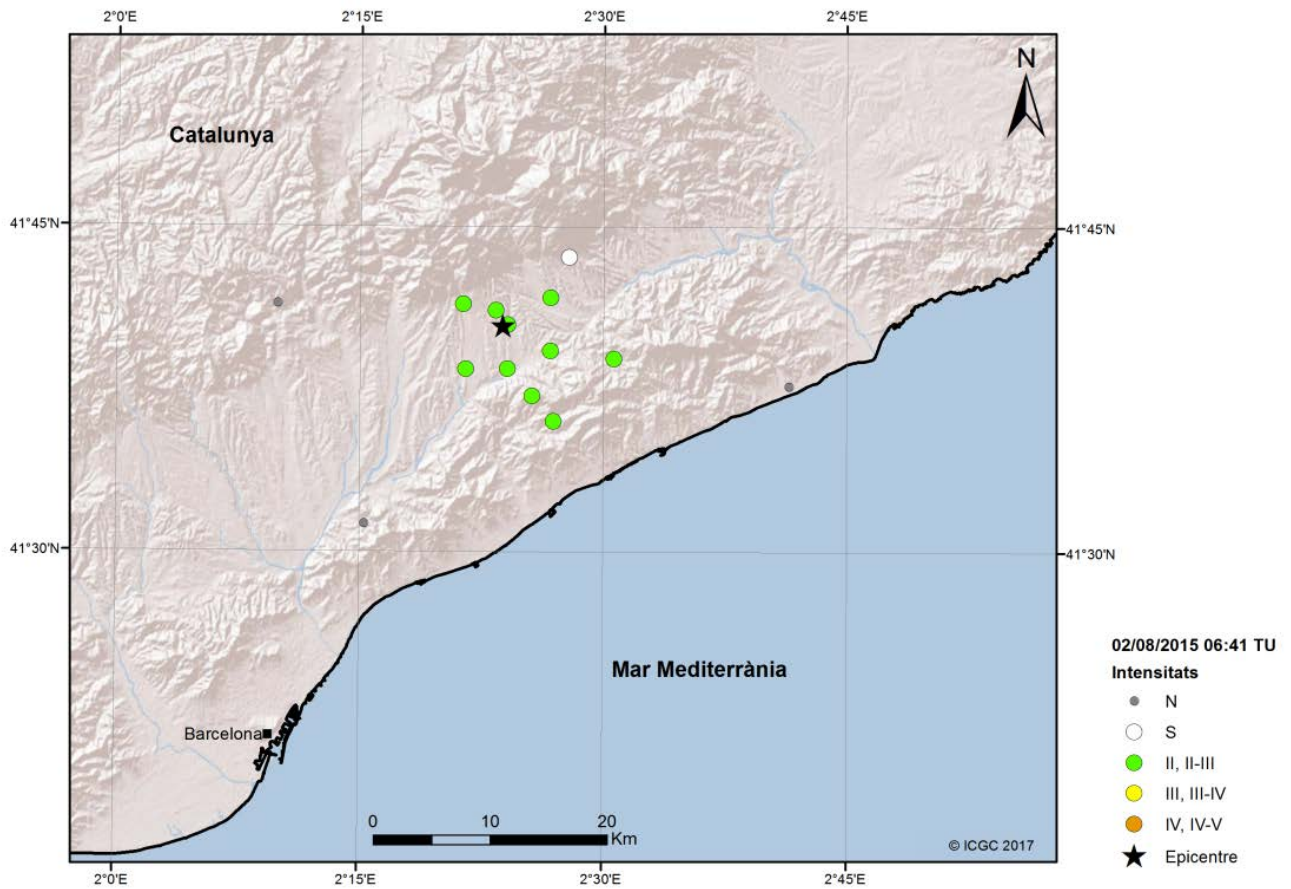 2°0'E 2°15'E 2°30'E 2°45'E
N
Catalunya
41°45'N 41°45'N
41°30'N 41°30'N
Mar Mediterrània
Barcelona
0 10 20
Km
© ICGC 2017
2°0'E 2°15'E 2°30'E 2°45'E
02/08/2015 06:41 TU
Intensitats
N
S
II, II-III
III, III-IV
IV, IV-V
Epicentre